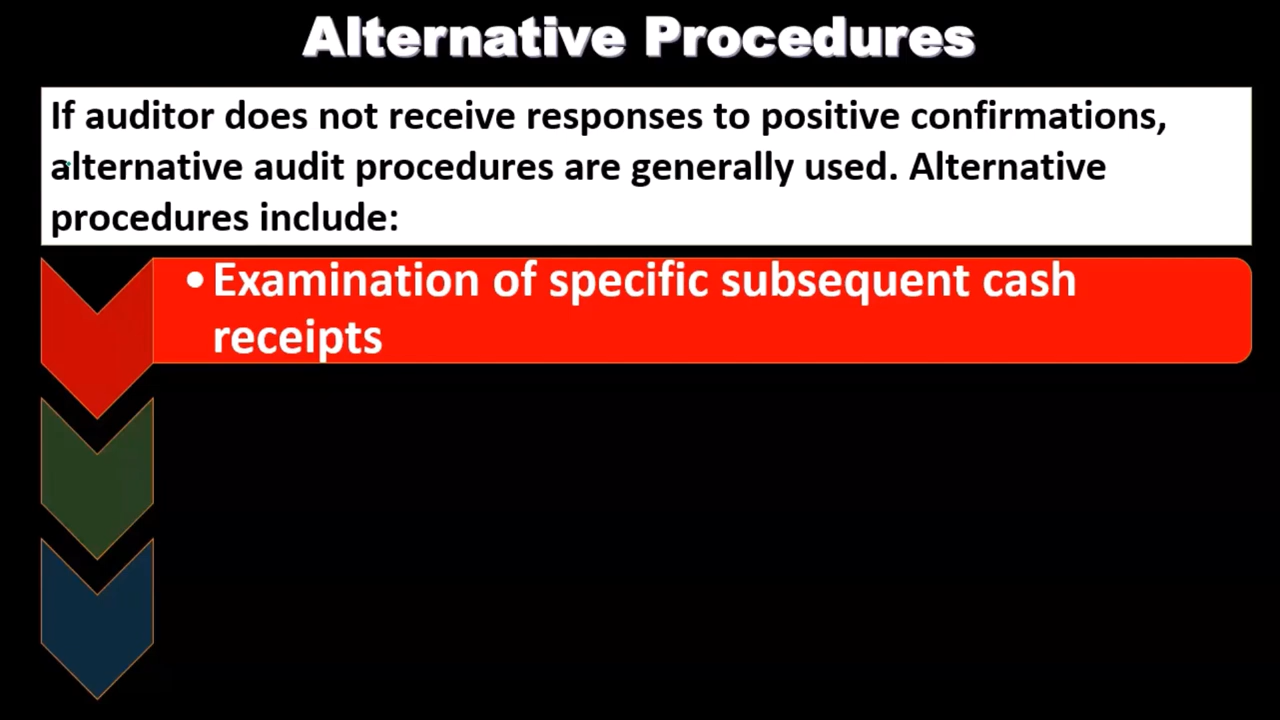 Alternative Procedures
If auditor does not receive responses to positive confirmations,
alternative audit procedures are generally used. Alternative
procedures include:
•Examination of specific subsequent cash
receipts